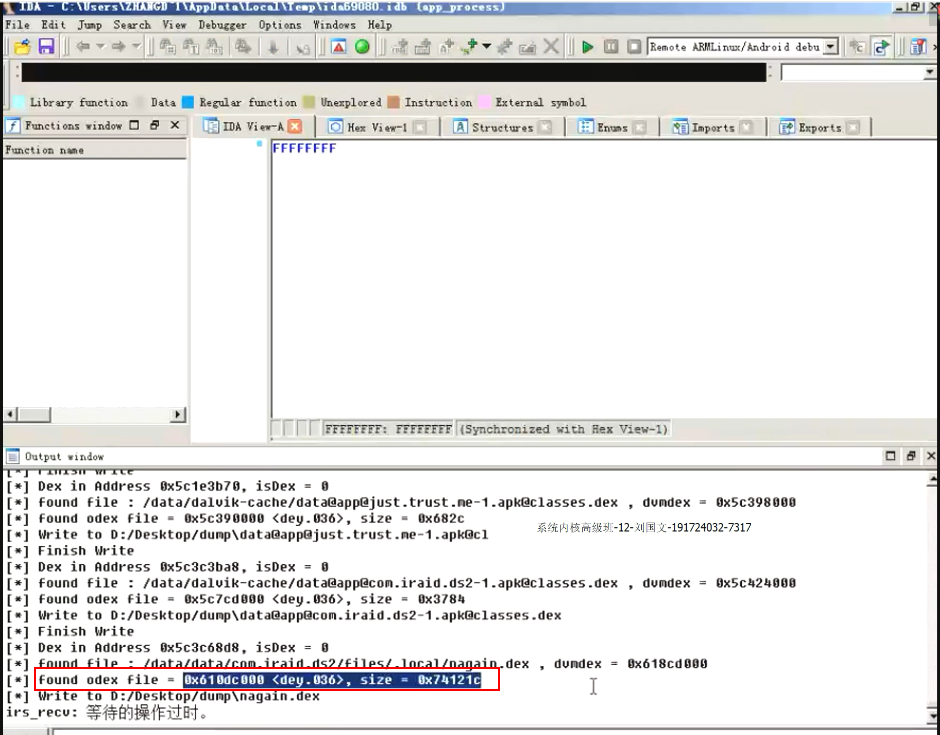 IDA - C:\Users\ZHANGD~1\AppData\Local\Temp\ida69080.idb (app_process)
File Edit Jump Search View Debugger Options Windows Help
Remote ARMLinux/Android debu
Library function Data Regular function Unexplored Instruction External symbol
Functions window
IDA View-A Hex View-1 Structures Enums Imports Exports
Function name
FFFFFFFF
FFFFFFFF: FFFFFFFF (Synchronized with Hex View-1)
Output window
[*] Finish Write
[*] Dex in Address 0x5c1e3b70, isDex = 0
[*] found file : /data/dalvik-cache/data@app@just.trust.me-1.apk@classes.dex , dvmdex = 0x5c398000
[*] found odex file = 0x5c390000 <dey.036>, size = 0x682c
[*] Write to D:/Desktop/dump\data@app@just.trust.me-1.apk@cl
系统内核高级班-12-刘国文-191724032-7317
[*] Finish Write
[*] Dex in Address 0x5c3c3ba8, isDex = 0
[*] found file : /data/dalvik-cache/data@app@com.iraid.ds2-1.apk@classes.dex , dvmdex = 0x5c424000
[*] found odex file = 0x5c7cd000 <dey.036>, size = 0x3784
[*] Write to D:/Desktop/dump\data@app@com.iraid.ds2-1.apk@classes.dex
[*] Finish Write
[*] Dex in Address 0x5c3c68d8, isDex = 0
[*] found file : /data/data/com.iraid.ds2/files/.local/nagain.dex , dvmdex = 0x618cd000
[*] found odex file = 0x610dc000 <dey.036>, size = 0x74121c
[*] Write to D:/Desktop/dump\nagain.dex
irs_recv: 等待的操作过时。